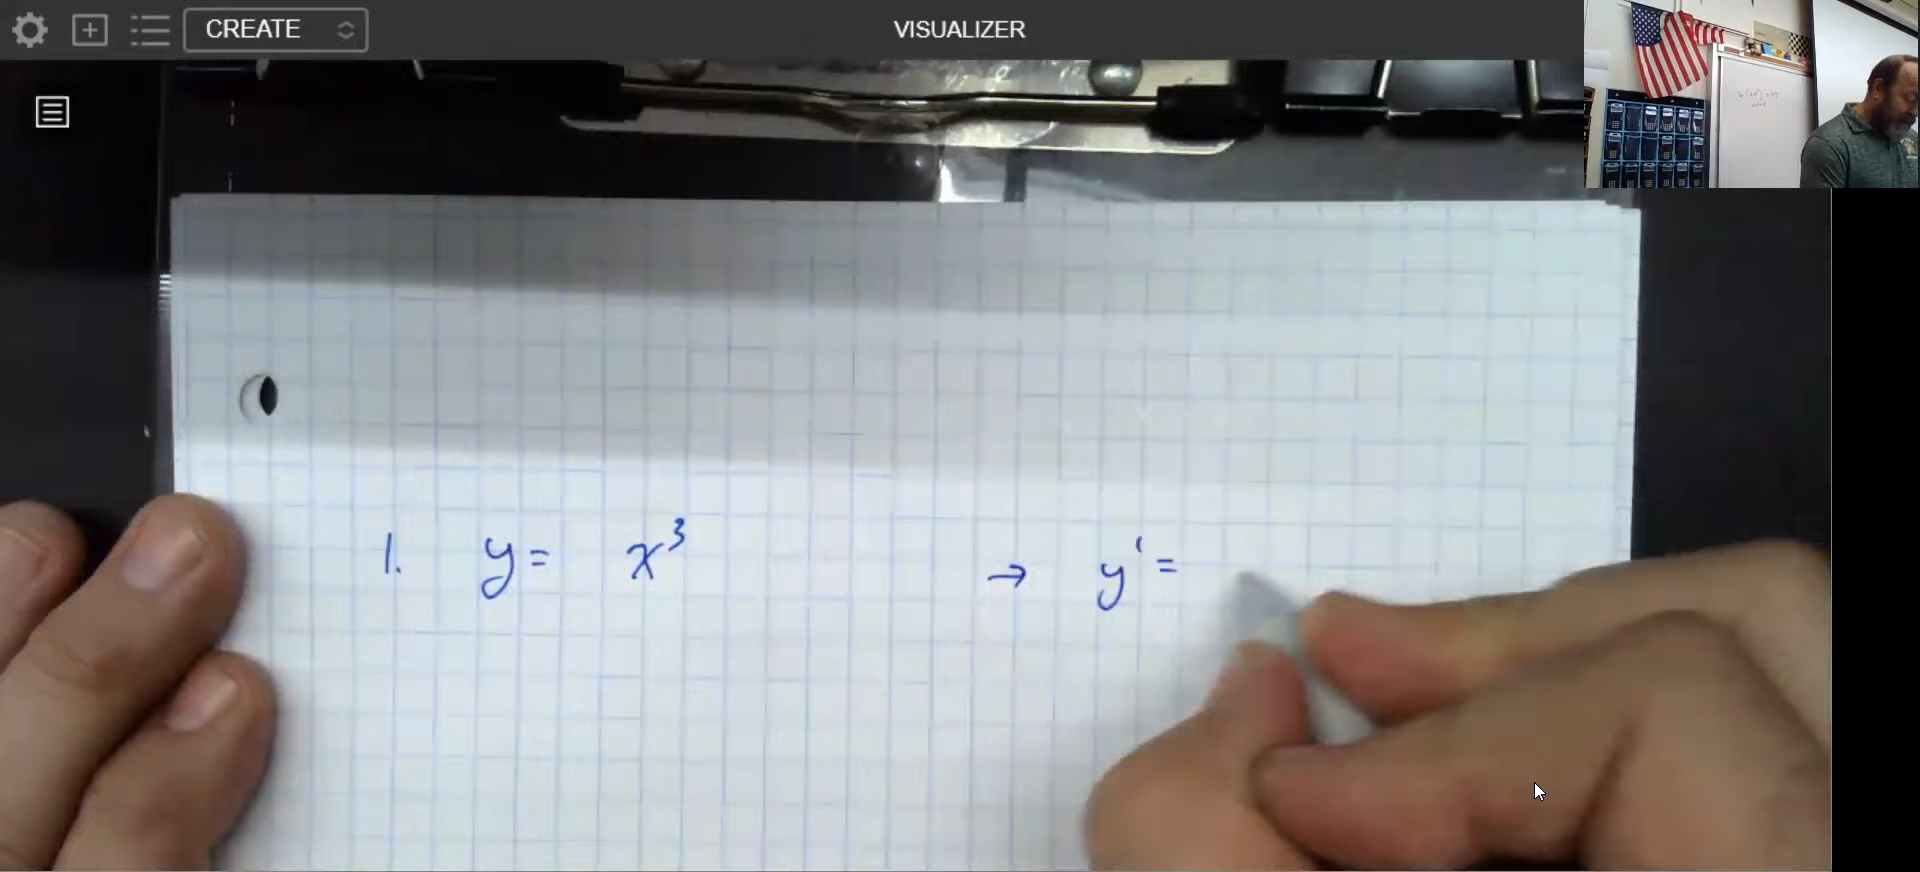 CREATE
VISUALIZER
1. y = x³ → y' =